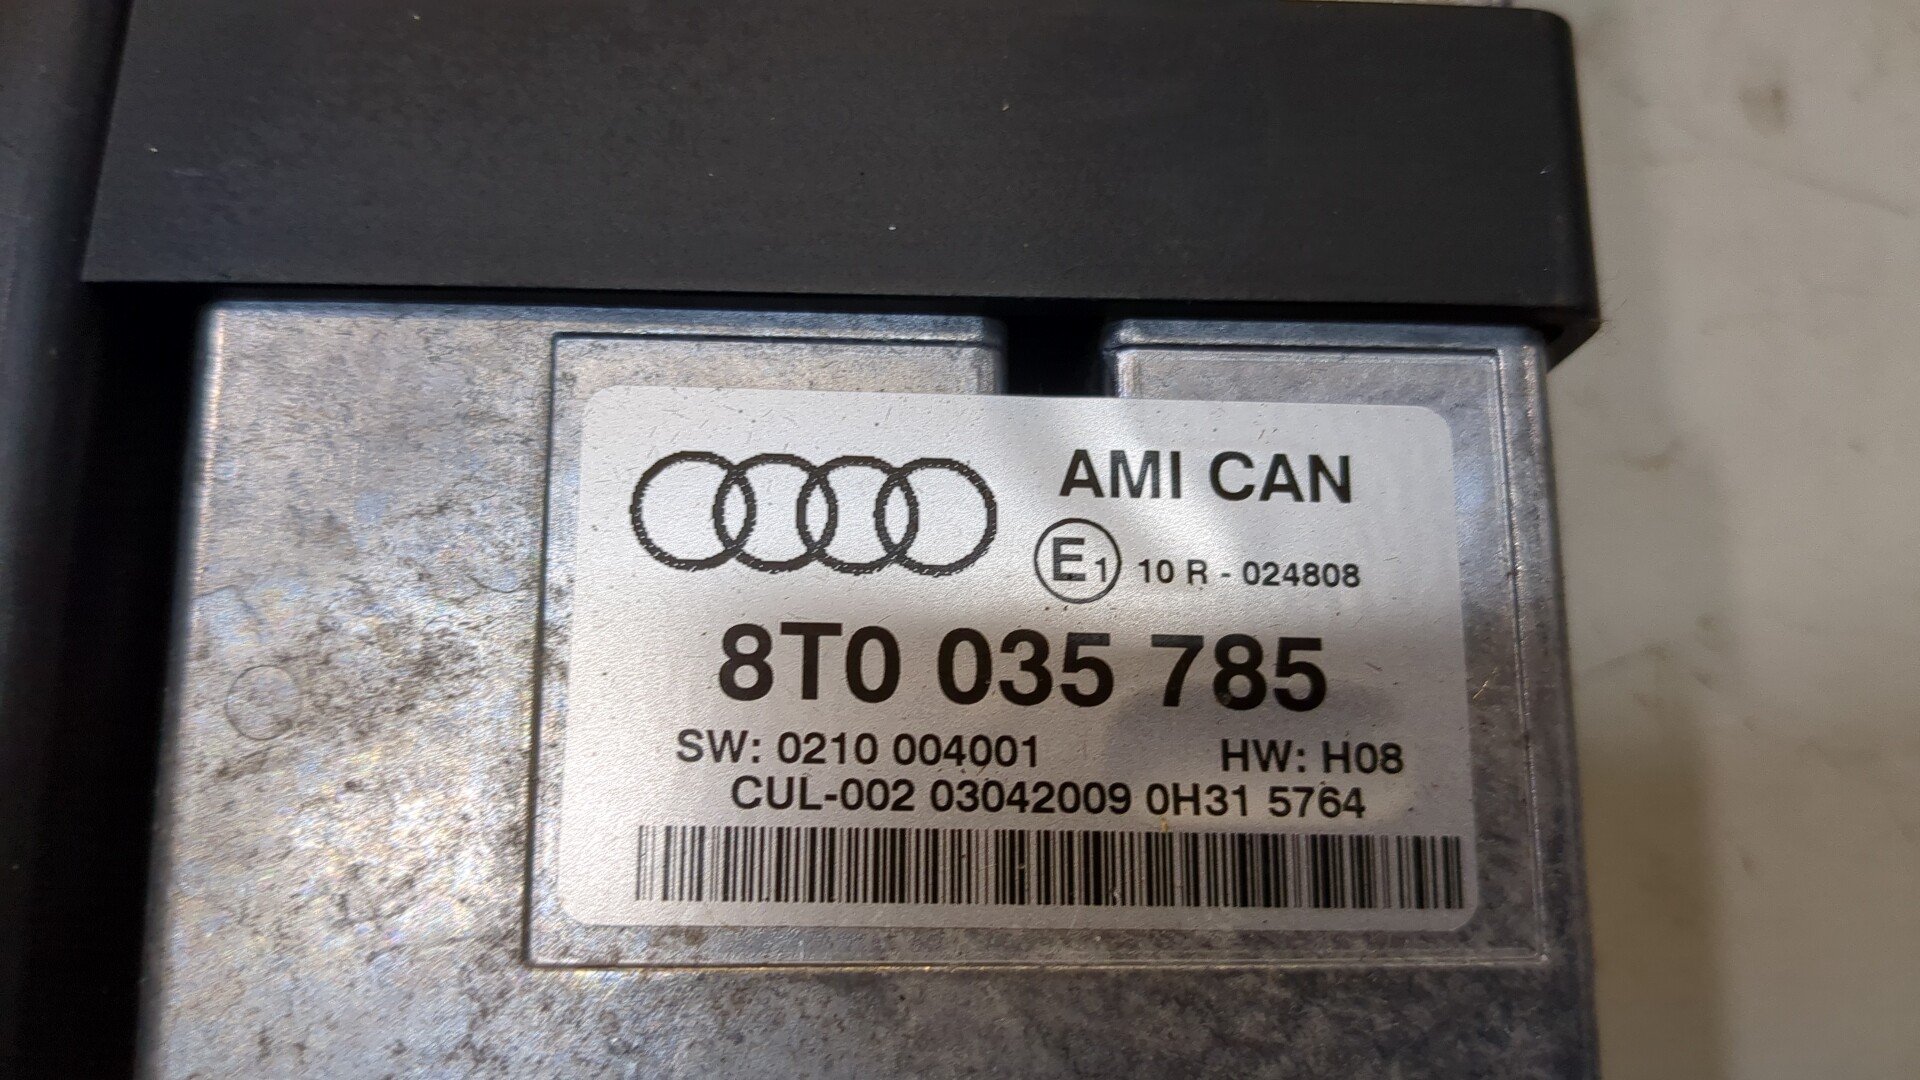 AMI CAN
E1 10 R - 024808
8T0 035 785
SW: 0210 004001 HW: H08
CUL-002 03042009 0H31 5764